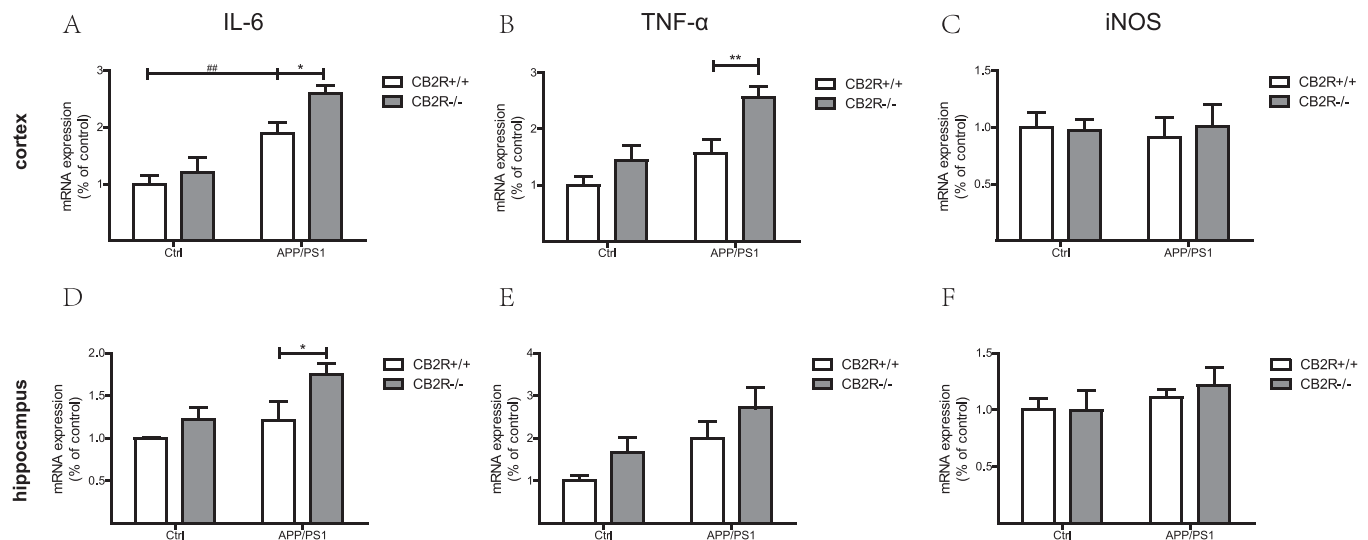 A IL-6
B TNF-α
C iNOS
cortex
mRNA expression
(% of control)
3
2
1
##
*
CB2R+/+
CB2R-/-
Ctrl
APP/PS1
mRNA expression
(% of control)
3
2
1
**
CB2R+/+
CB2R-/-
Ctrl
APP/PS1
mRNA expression
(% of control)
1.5
1.0
0.5
CB2R+/+
CB2R-/-
Ctrl
APP/PS1
hippocampus
D
mRNA expression
(% of control)
2.0
1.5
1.0
0.5
*
CB2R+/+
CB2R-/-
Ctrl
APP/PS1
E
mRNA expression
(% of control)
4
3
2
1
CB2R+/+
CB2R-/-
Ctrl
APP/PS1
F
mRNA expression
(% of control)
1.5
1.0
0.5
CB2R+/+
CB2R-/-
Ctrl
APP/PS1